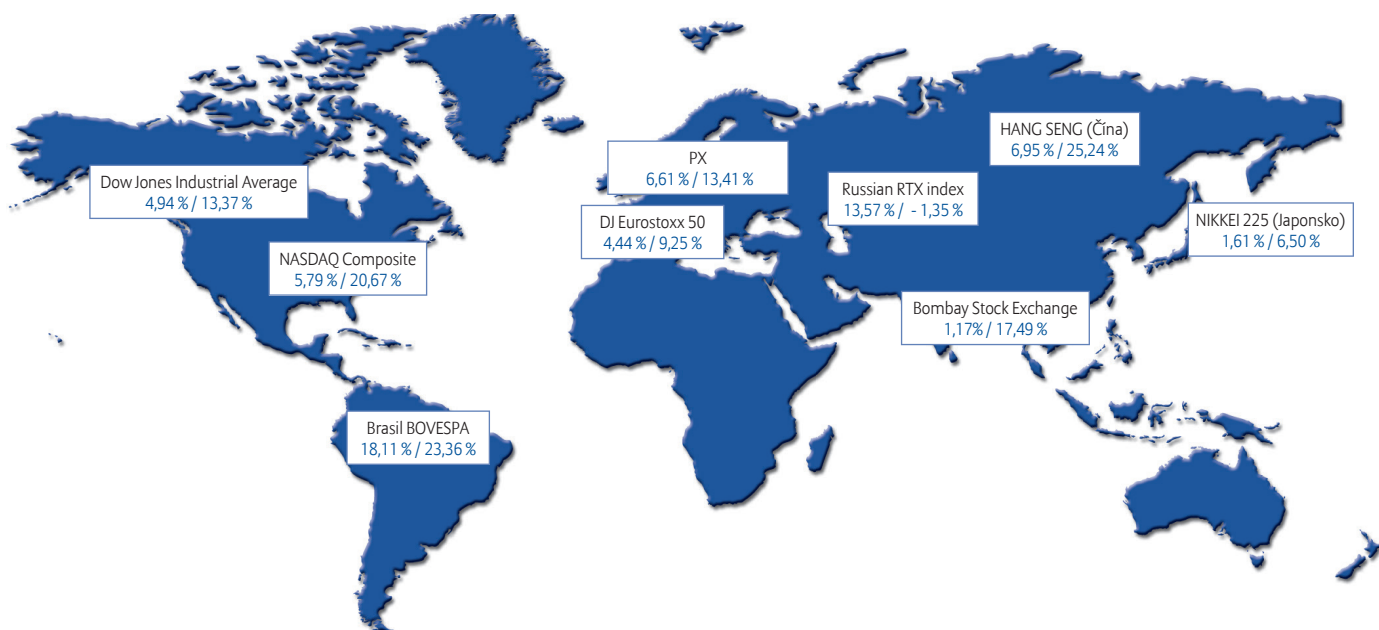 HANG SENG (Čína)
6,95 % / 25,24 %
PX
6,61 % / 13,41 %
Dow Jones Industrial Average
4,94 % / 13,37 %
Russian RTX index
13,57 % / - 1,35 %
DJ Eurostoxx 50
4,44 % / 9,25 %
NIKKEI 225 (Japonsko)
1,61 % / 6,50 %
NASDAQ Composite
5,79 % / 20,67 %
Bombay Stock Exchange
1,17% / 17,49 %
Brasil BOVESPA
18,11 % / 23,36 %